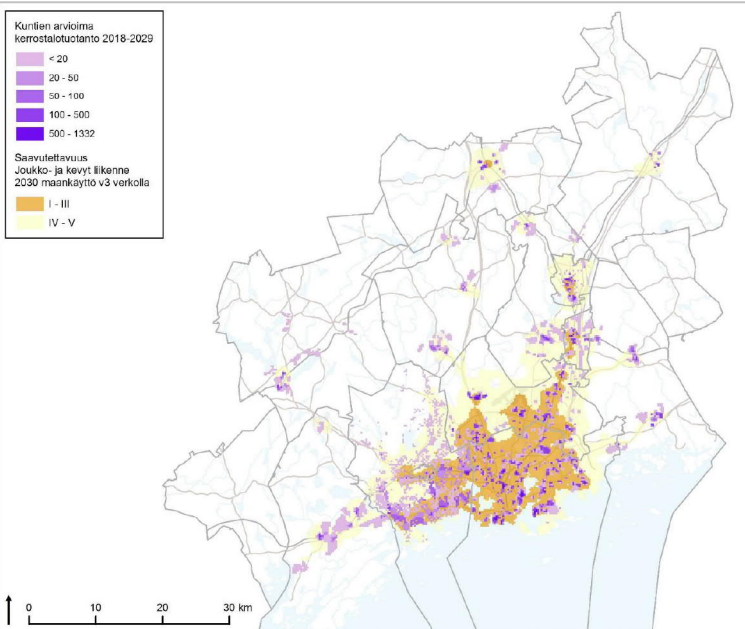 Kuntien arvioima
kerrostalotuotanto 2018-2029
< 20
20 - 50
50 - 100
100 - 500
500 - 1332
Saavutettavuus
Joukko- ja kevyt liikenne
2030 maankäyttö v3 verkolla
I - III
IV - V
0 10 20 30 km